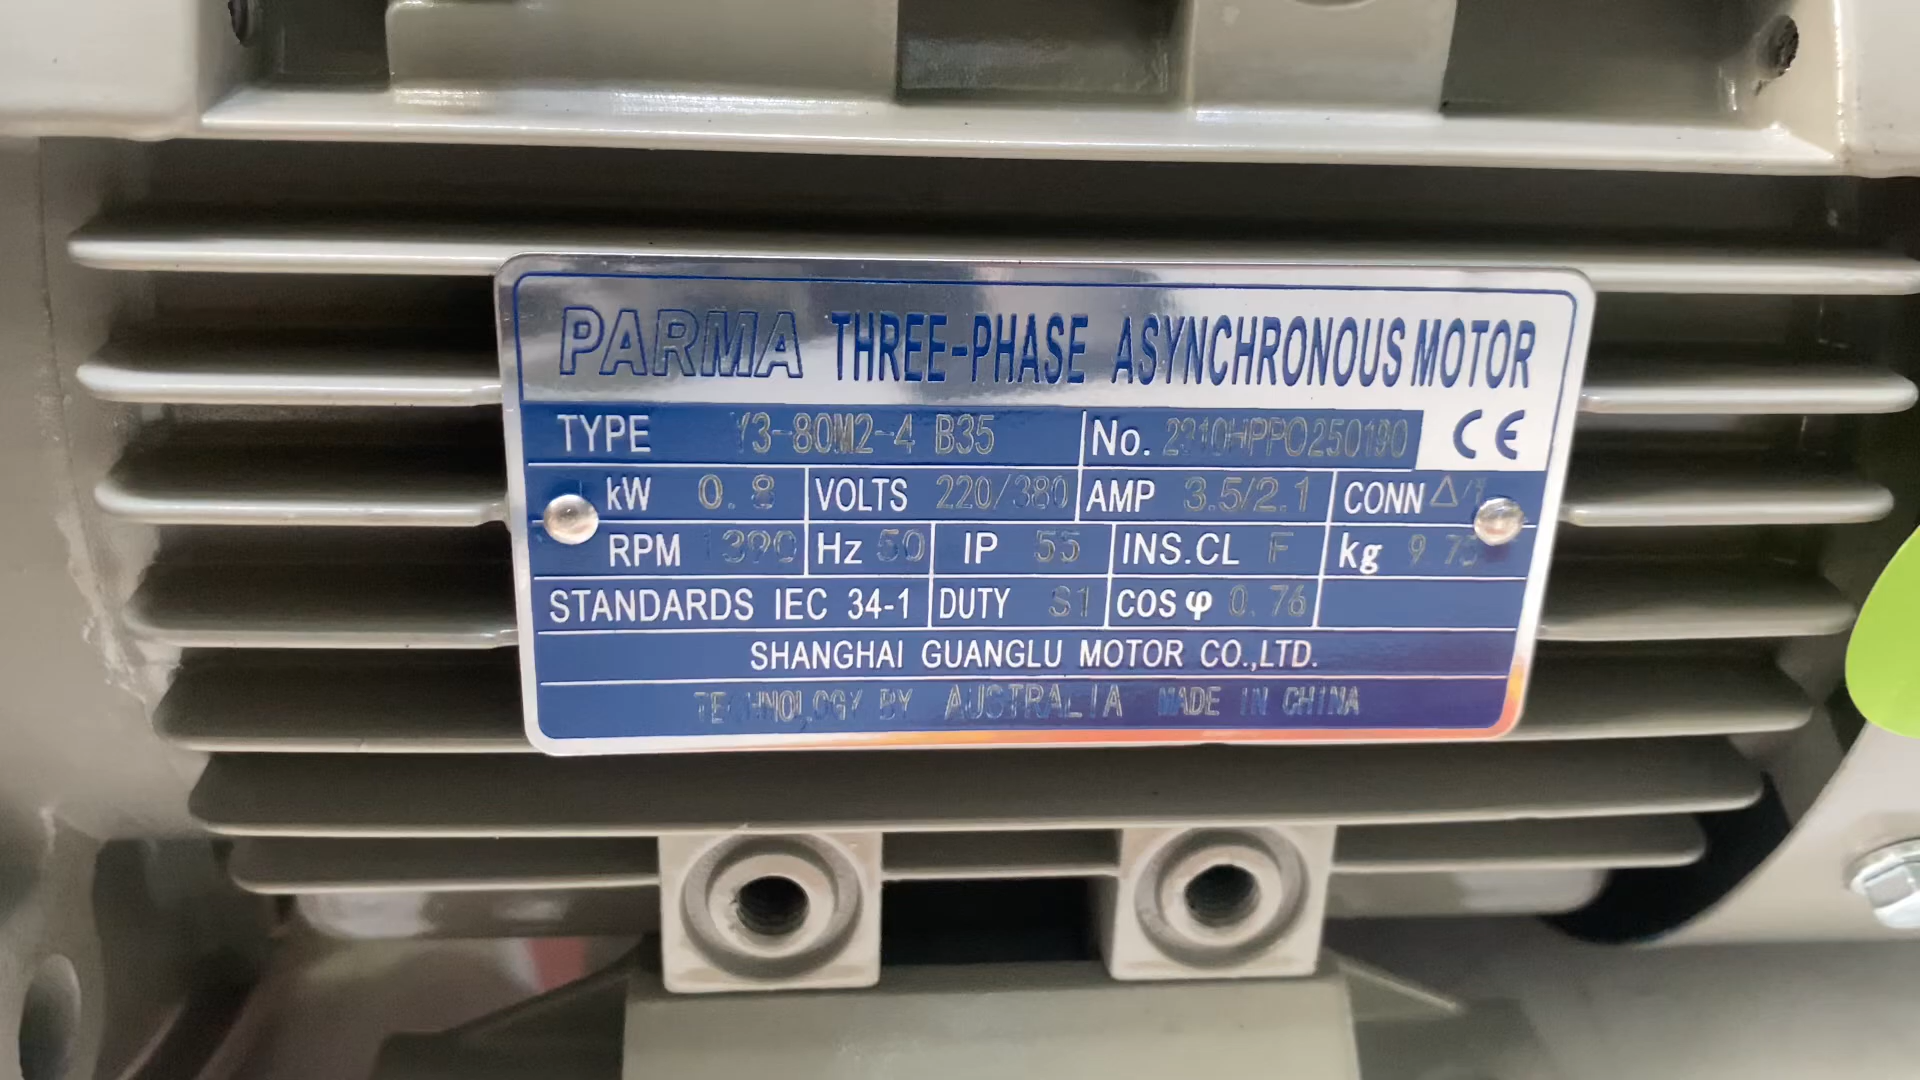 PARMA THREE-PHASE ASYNCHRONOUS MOTOR
TYPE Y3-80M2-4 B35 No. 2310HPPO250190 CE
kW 0.8 VOLTS 220/380 AMP 3.5/2.1 CONN Δ/
RPM 1390 Hz 50 IP 55 INS.CL F kg 9.75
STANDARDS IEC 34-1 DUTY S1 COS φ 0.76
SHANGHAI GUANGLU MOTOR CO.,LTD.
TECHNOLOGY BY AUSTRALIA MADE IN CHINA